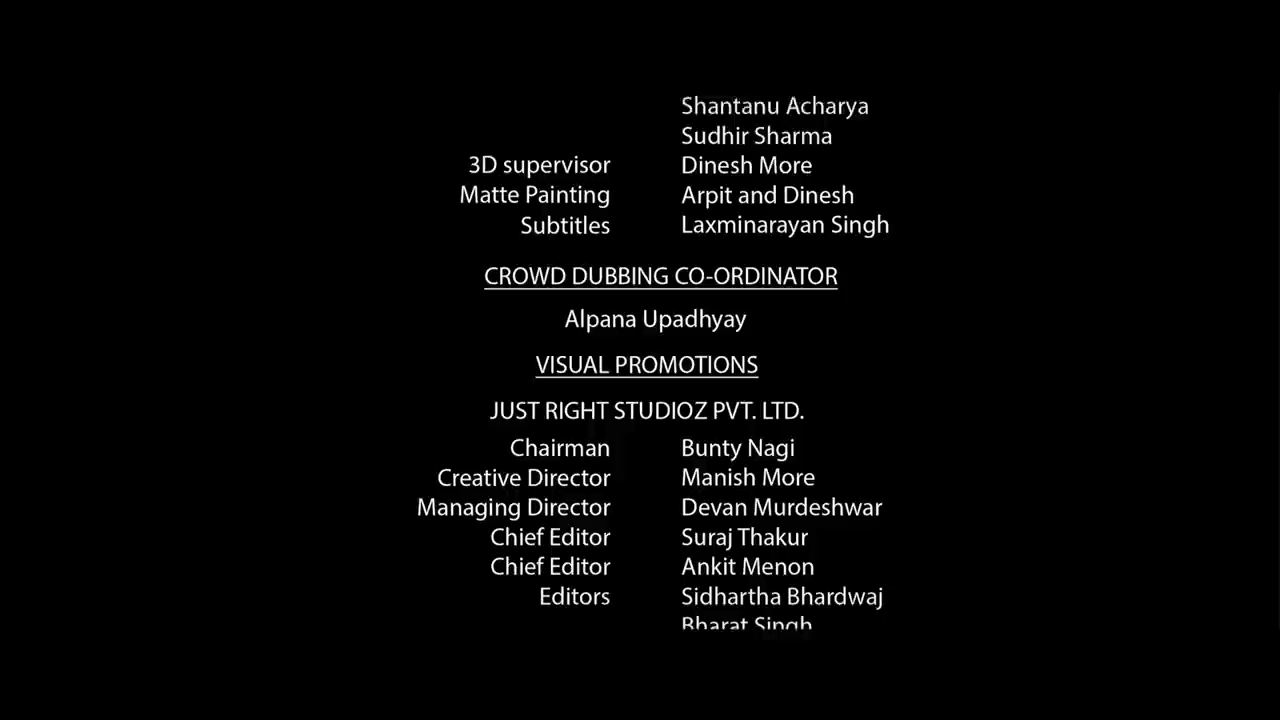 Shantanu Acharya
Sudhir Sharma
3D supervisor Dinesh More
Matte Painting Arpit and Dinesh
Subtitles Laxminarayan Singh
CROWD DUBBING CO-ORDINATOR
Alpana Upadhyay
VISUAL PROMOTIONS
JUST RIGHT STUDIOZ PVT. LTD.
Chairman Bunty Nagi
Creative Director Manish More
Managing Director Devan Murdeshwar
Chief Editor Suraj Thakur
Chief Editor Ankit Menon
Editors Sidhartha Bhardwaj
Bharat Singh